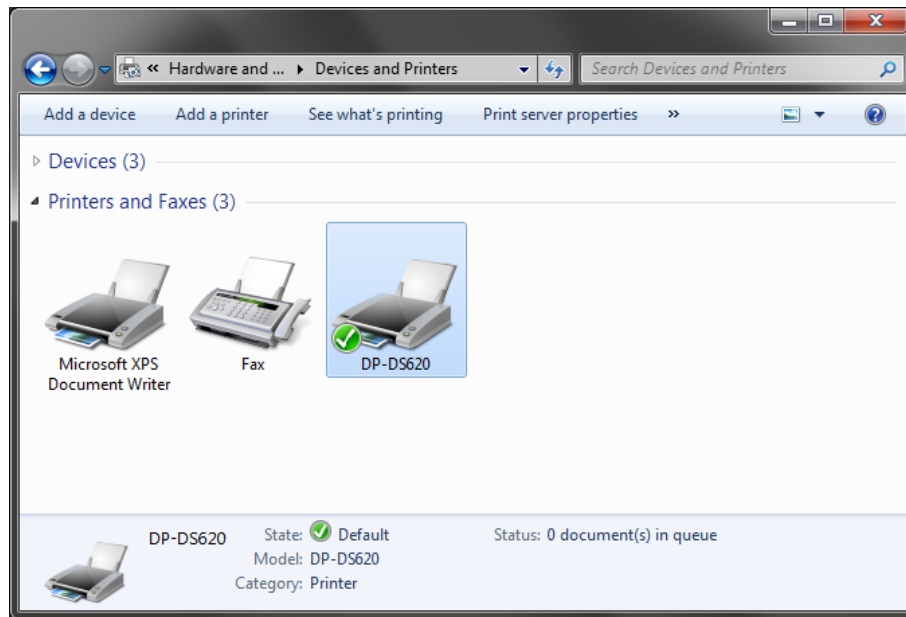 « Hardware and ... ▸ Devices and Printers
Search Devices and Printers
Add a device Add a printer See what's printing Print server properties »
Devices (3)
Printers and Faxes (3)
Microsoft XPS
Document Writer
Fax
DP-DS620
DP-DS620 State: Default Status: 0 document(s) in queue
Model: DP-DS620
Category: Printer